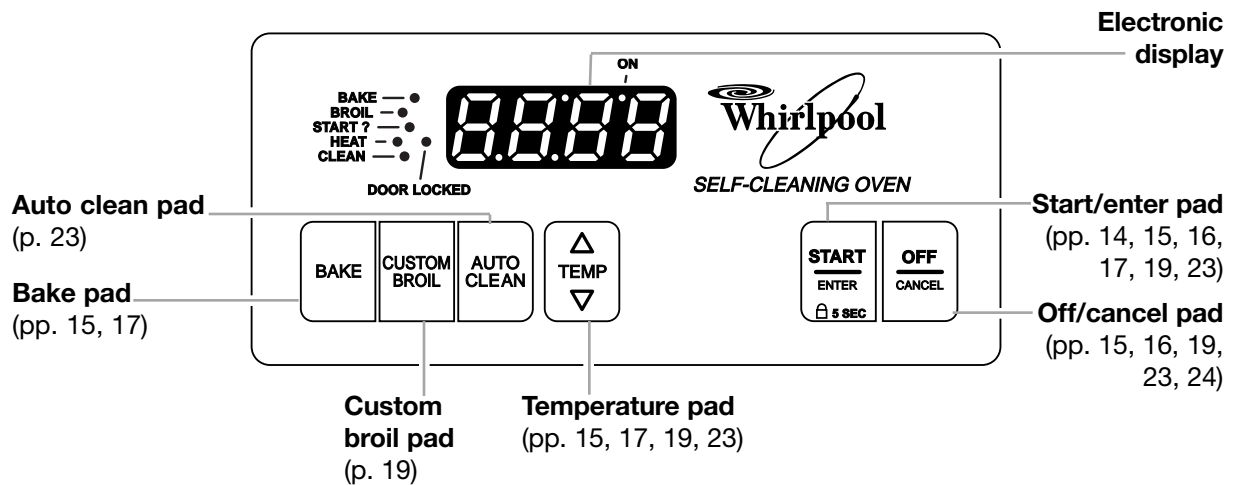 Electronic
display
ON
BAKE
BROIL
START ?
HEAT
CLEAN
DOOR LOCKED
8888
Whirlpool
SELF-CLEANING OVEN
Auto clean pad
(p. 23)
Bake pad
(pp. 15, 17)
BAKE
CUSTOM
BROIL
AUTO
CLEAN
TEMP
START
ENTER
5 SEC
OFF
CANCEL
Start/enter pad
(pp. 14, 15, 16,
17, 19, 23)
Off/cancel pad
(pp. 15, 16, 19,
23, 24)
Custom
broil pad
(p. 19)
Temperature pad
(pp. 15, 17, 19, 23)